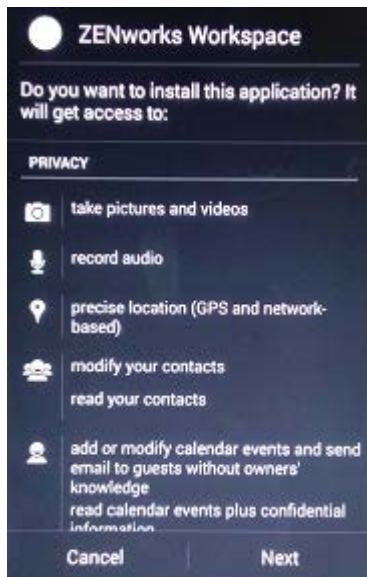 ZENworks Workspace
Do you want to install this application? It
will get access to:
PRIVACY
take pictures and videos
record audio
precise location (GPS and network-
based)
modify your contacts
read your contacts
add or modify calendar events and send
email to guests without owners'
knowledge
read calendar events plus confidential
information
Cancel
Next